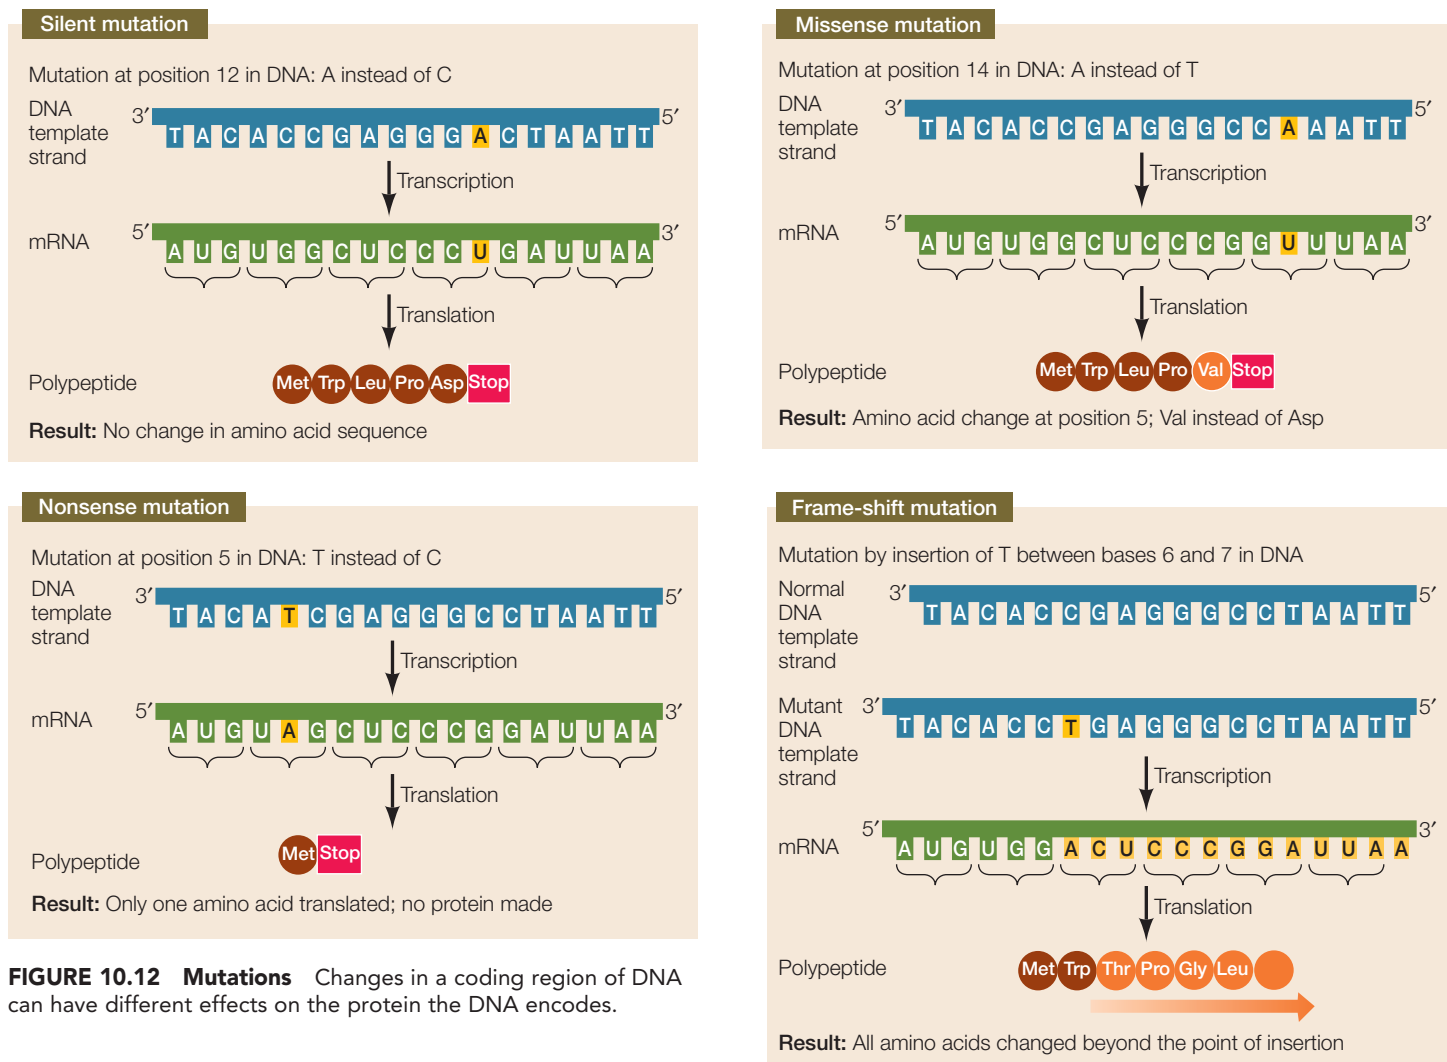 Silent mutation
Mutation at position 12 in DNA: A instead of C
DNA
template
strand
3′ T A C A C C G A G G G A C T A A T T 5′
Transcription
mRNA
5′ A U G U G G C U C C C U G A U U A A 3′
Translation
Polypeptide
Met Trp Leu Pro Asp Stop
Result: No change in amino acid sequence
Missense mutation
Mutation at position 14 in DNA: A instead of T
DNA
template
strand
3′ T A C A C C G A G G G C C A A A T T 5′
Transcription
mRNA
5′ A U G U G G C U C C C G G U U U A A 3′
Translation
Polypeptide
Met Trp Leu Pro Val Stop
Result: Amino acid change at position 5; Val instead of Asp
Nonsense mutation
Mutation at position 5 in DNA: T instead of C
DNA
template
strand
3′ T A C A T C G A G G G C C T A A T T 5′
Transcription
mRNA
5′ A U G U A G C U C C C G G A U U A A 3′
Translation
Polypeptide
Met Stop
Result: Only one amino acid translated; no protein made
FIGURE 10.12 Mutations Changes in a coding region of DNA
can have different effects on the protein the DNA encodes.
Frame-shift mutation
Mutation by insertion of T between bases 6 and 7 in DNA
Normal
DNA
template
strand
3′ T A C A C C G A G G G C C T A A T T 5′
Mutant
DNA
template
strand
3′ T A C A C C T G A G G G C C T A A T T 5′
Transcription
mRNA
5′ A U G U G G A C U C C C G G A U U A A 3′
Translation
Polypeptide
Met Trp Thr Pro Gly Leu
Result: All amino acids changed beyond the point of insertion